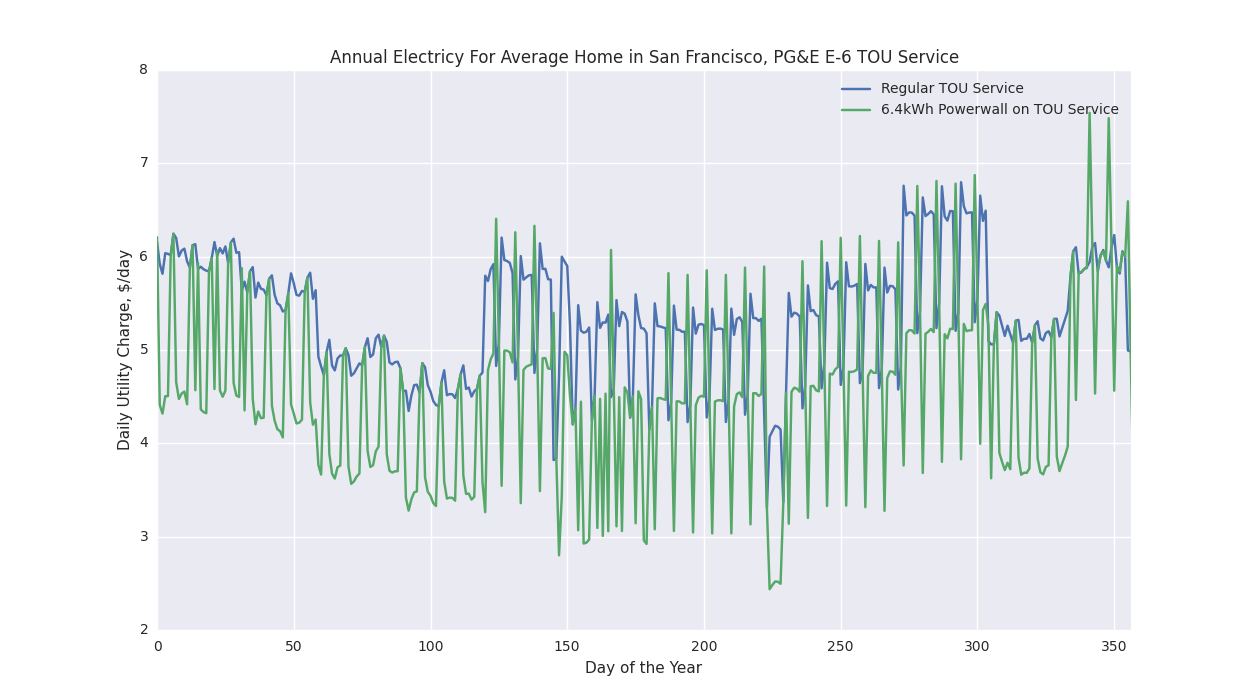 Annual Electricy For Average Home in San Francisco, PG&E E-6 TOU Service
Regular TOU Service
6.4kWh Powerwall on TOU Service
Daily Utility Charge, $/day
8
7
6
5
4
3
2
0 50 100 150 200 250 300 350
Day of the Year